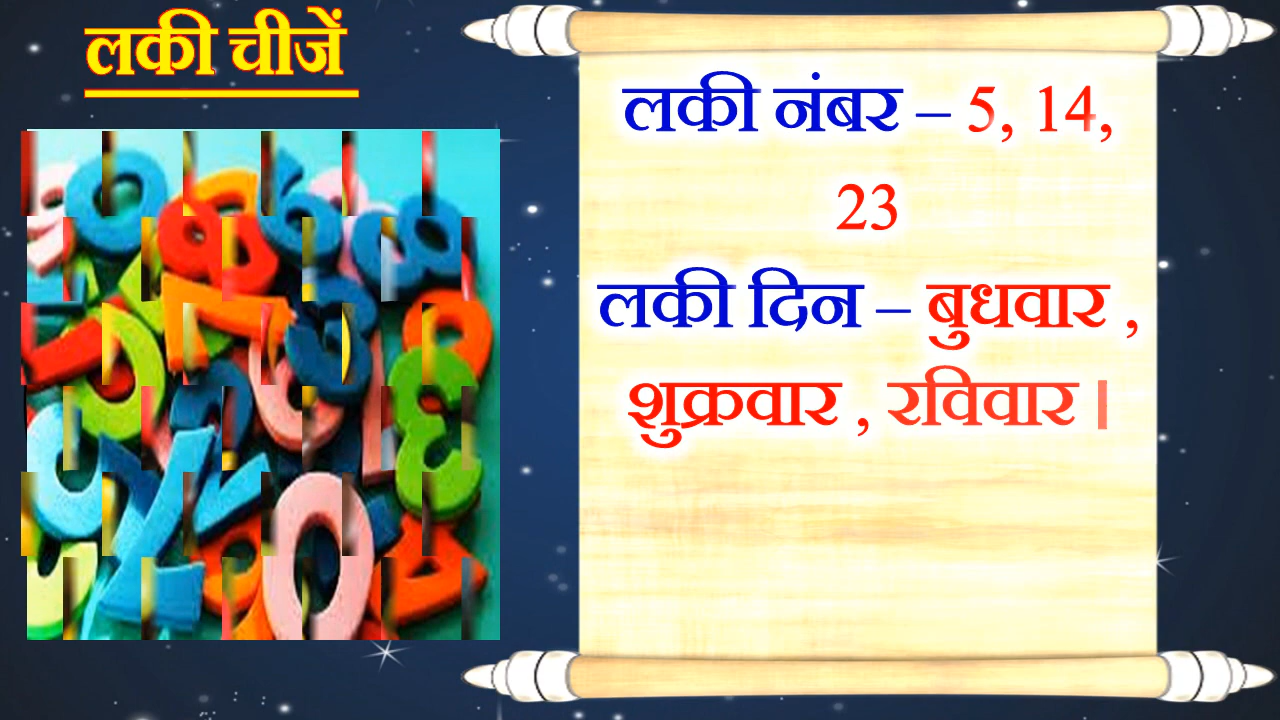 लकी चीजें
लकी नंबर – 5, 14,
23
लकी दिन – बुधवार ,
शुक्रवार , रविवार |